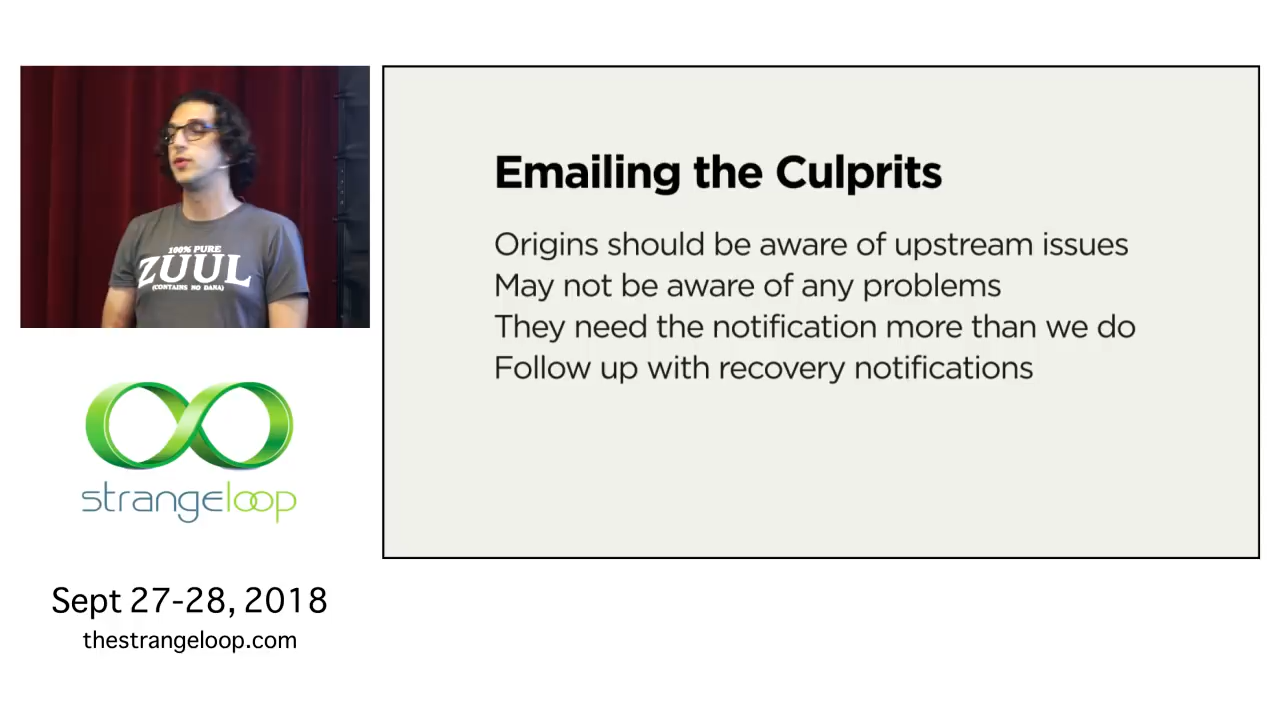 100% PURE
ZUUL
(CONTAINS NO DANA)
strangeloop
Sept 27-28, 2018
thestrangeloop.com
Emailing the Culprits
Origins should be aware of upstream issues
May not be aware of any problems
They need the notification more than we do
Follow up with recovery notifications